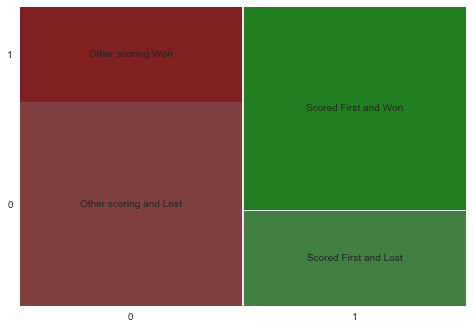 1
Other scoring Won
Scored First and Won
0
Other scoring and Lost
Scored First and Lost
0
1